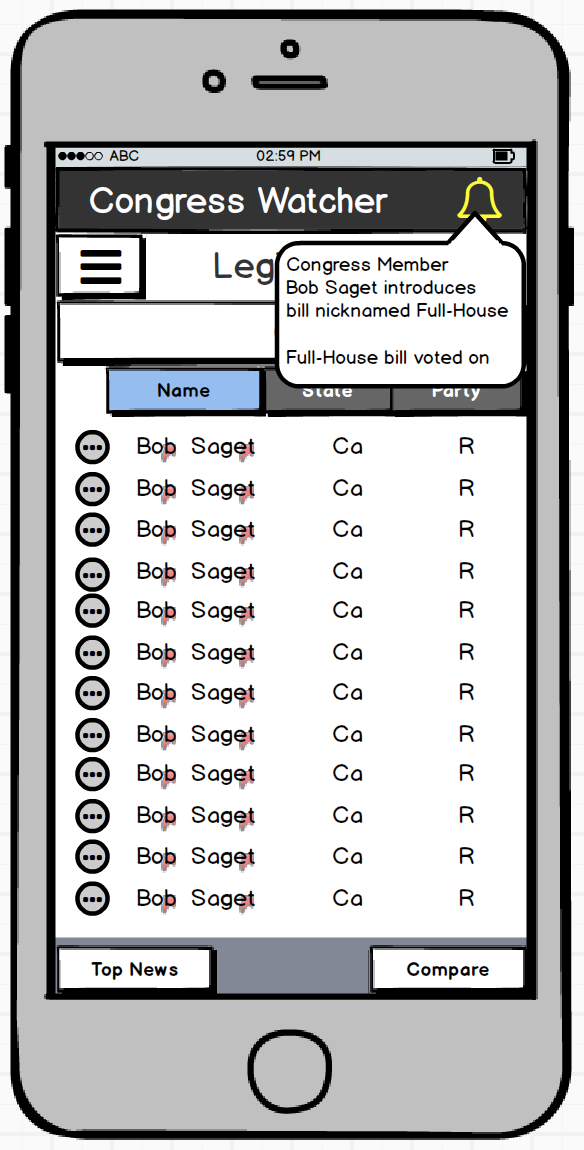 ABC 02:59 PM
Congress Watcher
Leg
Congress Member
Bob Saget introduces
bill nicknamed Full-House
Full-House bill voted on
Name State Party
Bob Saget Ca R
Bob Saget Ca R
Bob Saget Ca R
Bob Saget Ca R
Bob Saget Ca R
Bob Saget Ca R
Bob Saget Ca R
Bob Saget Ca R
Bob Saget Ca R
Bob Saget Ca R
Bob Saget Ca R
Bob Saget Ca R
Top News Compare